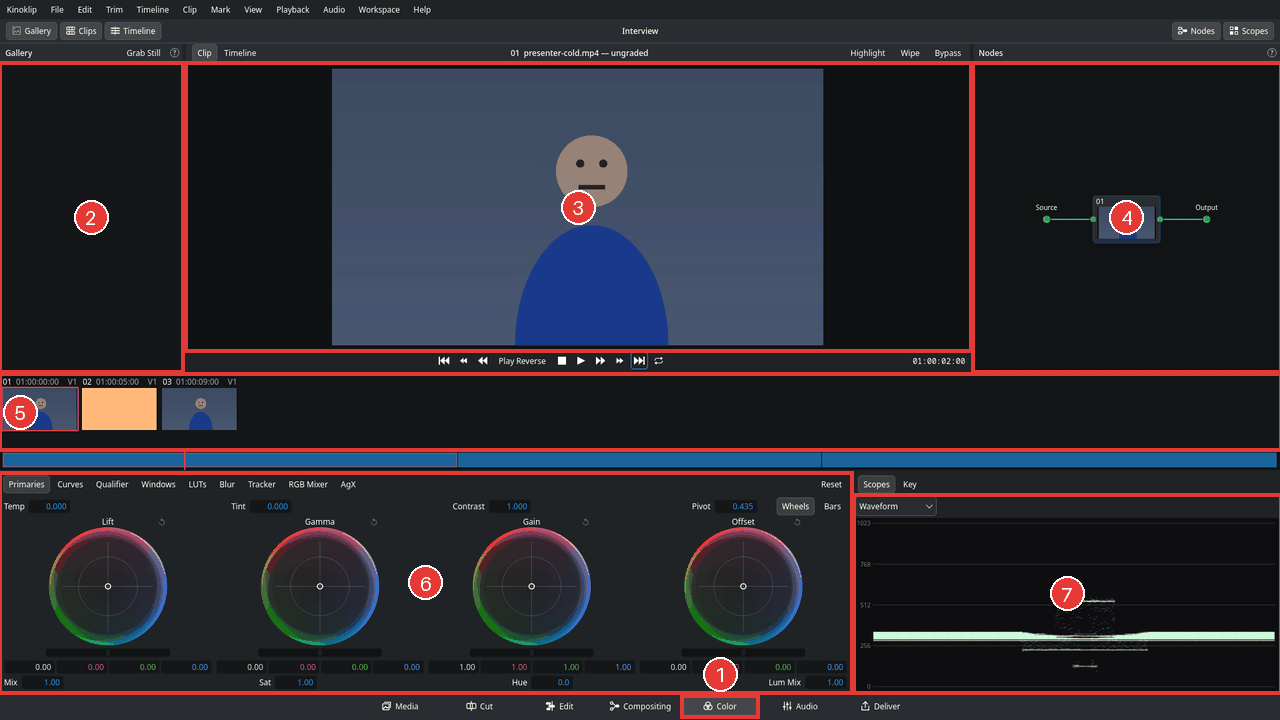 Kinoklip File Edit Trim Timeline Clip Mark View Playback Audio Workspace Help
Gallery Clips Timeline Interview Nodes Scopes
Gallery Grab Still ? Clip Timeline 01 presenter-cold.mp4 — ungraded Highlight Wipe Bypass Nodes ?
2
3
Source 01 4 Output
Play Reverse 01:00:02:00
01 01:00:00:00 V1 02 01:00:05:00 V1 03 01:00:09:00 V1
5
Primaries Curves Qualifier Windows LUTs Blur Tracker RGB Mixer AgX Reset Scopes Key
Temp 0.000 Tint 0.000 Contrast 1.000 Pivot 0.435 Wheels Bars Waveform
Lift Gamma Gain Offset
1023
768
512
256
0
6
7
0.00 0.00 0.00 0.00 0.00 0.00 0.00 0.00 1.00 1.00 1.00 1.00 0.00 0.00 0.00
Mix 1.00 Sat 1.00 Hue 0.0 Lum Mix 1.00
1
Media Cut Edit Compositing Color Audio Deliver